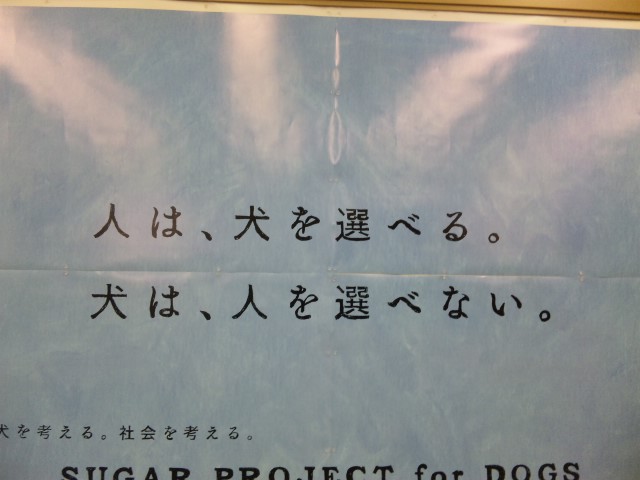 人は、犬を選べる。
犬は、人を選べない。
犬を考える。社会を考える。
SUGAR PROJECT for DOGS